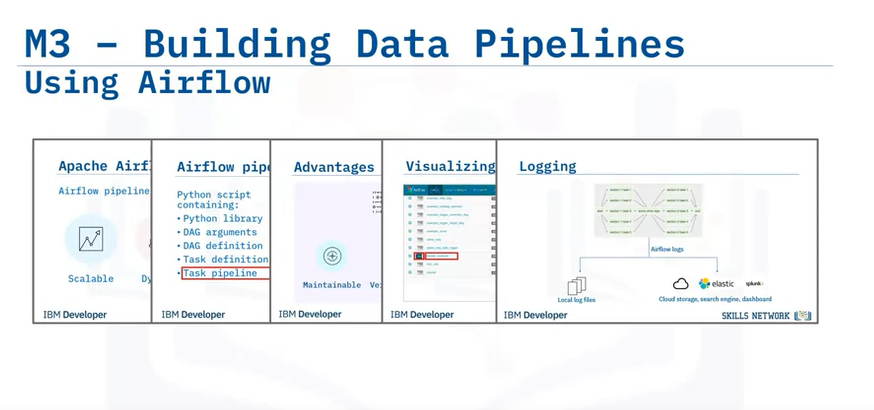 M3 – Building Data Pipelines
Using Airflow
Apache Airfl
Airflow pipeline
Scalable
Dy
IBM Developer
Airflow pipe
Python script
containing:
• Python library
• DAG arguments
• DAG definition
• Task definition
• Task pipeline
IBM Developer
Advantages
Maintainable
Ve
IBM Developer
Visualizing
IBM Developer
Logging
Airflow logs
Local log files
elastic
splunk>
Cloud storage, search engine, dashboard
IBM Developer
SKILLS NETWORK